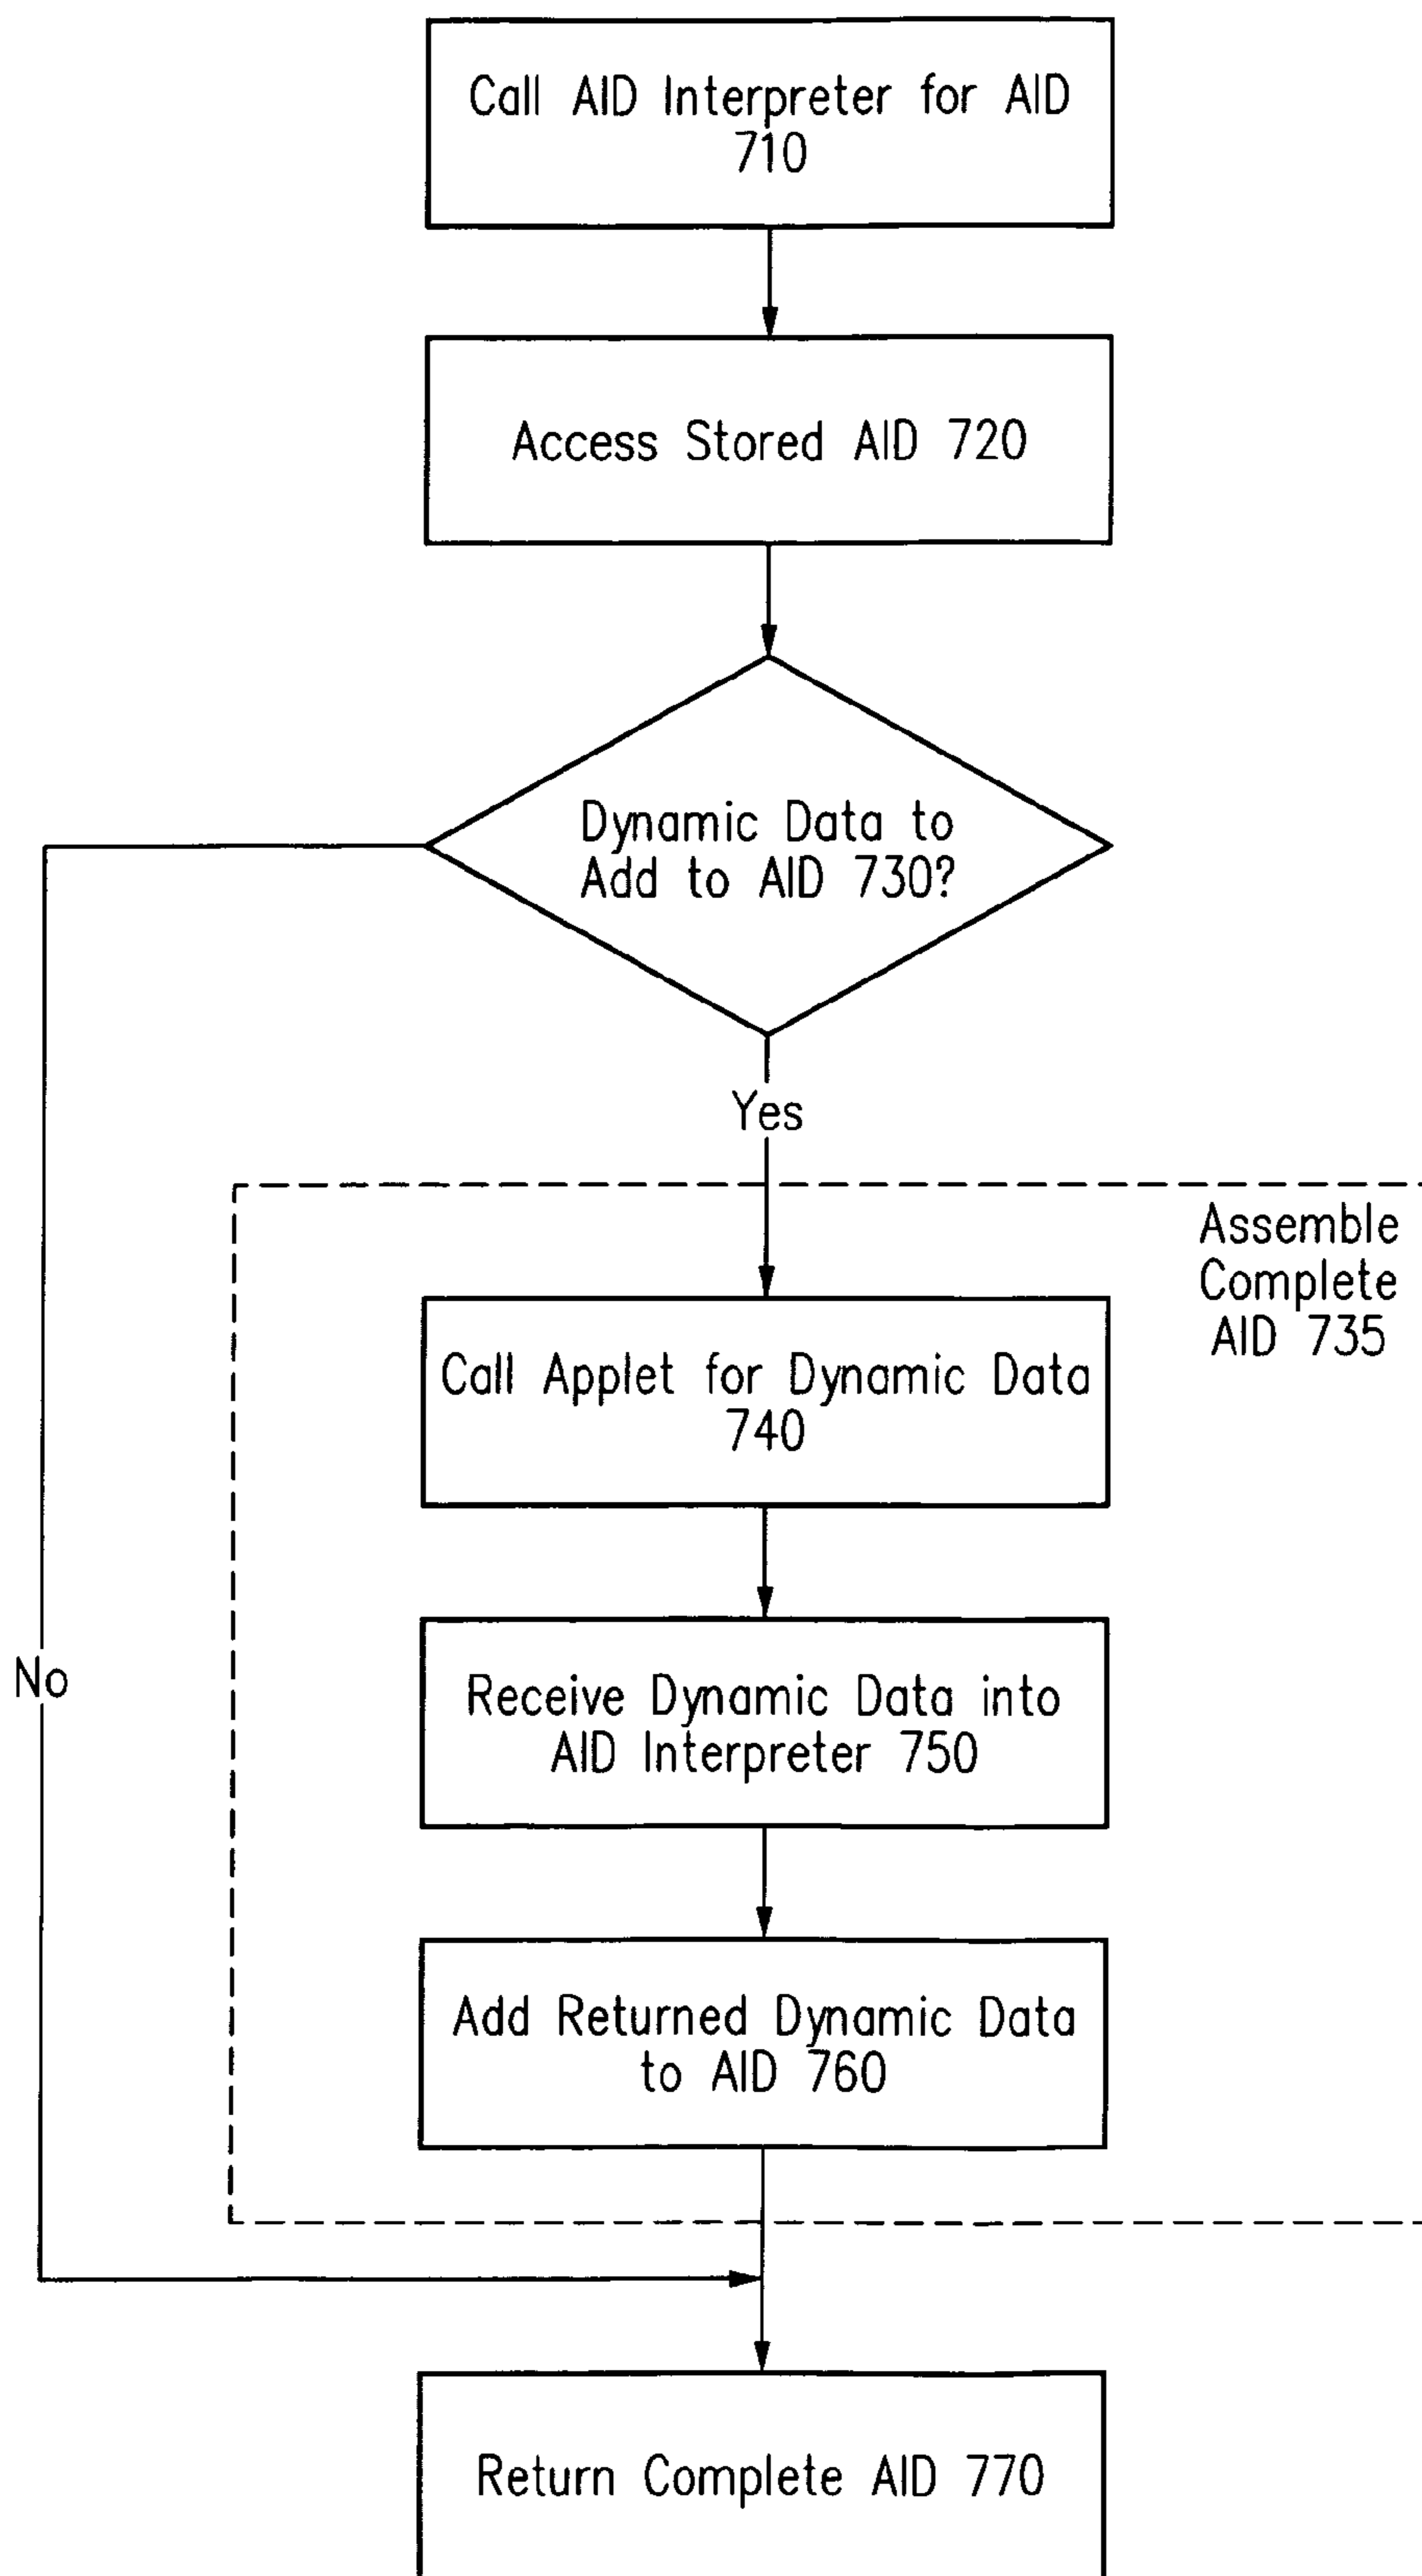 Call AID Interpreter for AID
710
Access Stored AID 720
Dynamic Data to
Add to AID 730?
Yes
Assemble
Complete
AID 735
Call Applet for Dynamic Data
740
No
Receive Dynamic Data into
AID Interpreter 750
Add Returned Dynamic Data
to AID 760
Return Complete AID 770